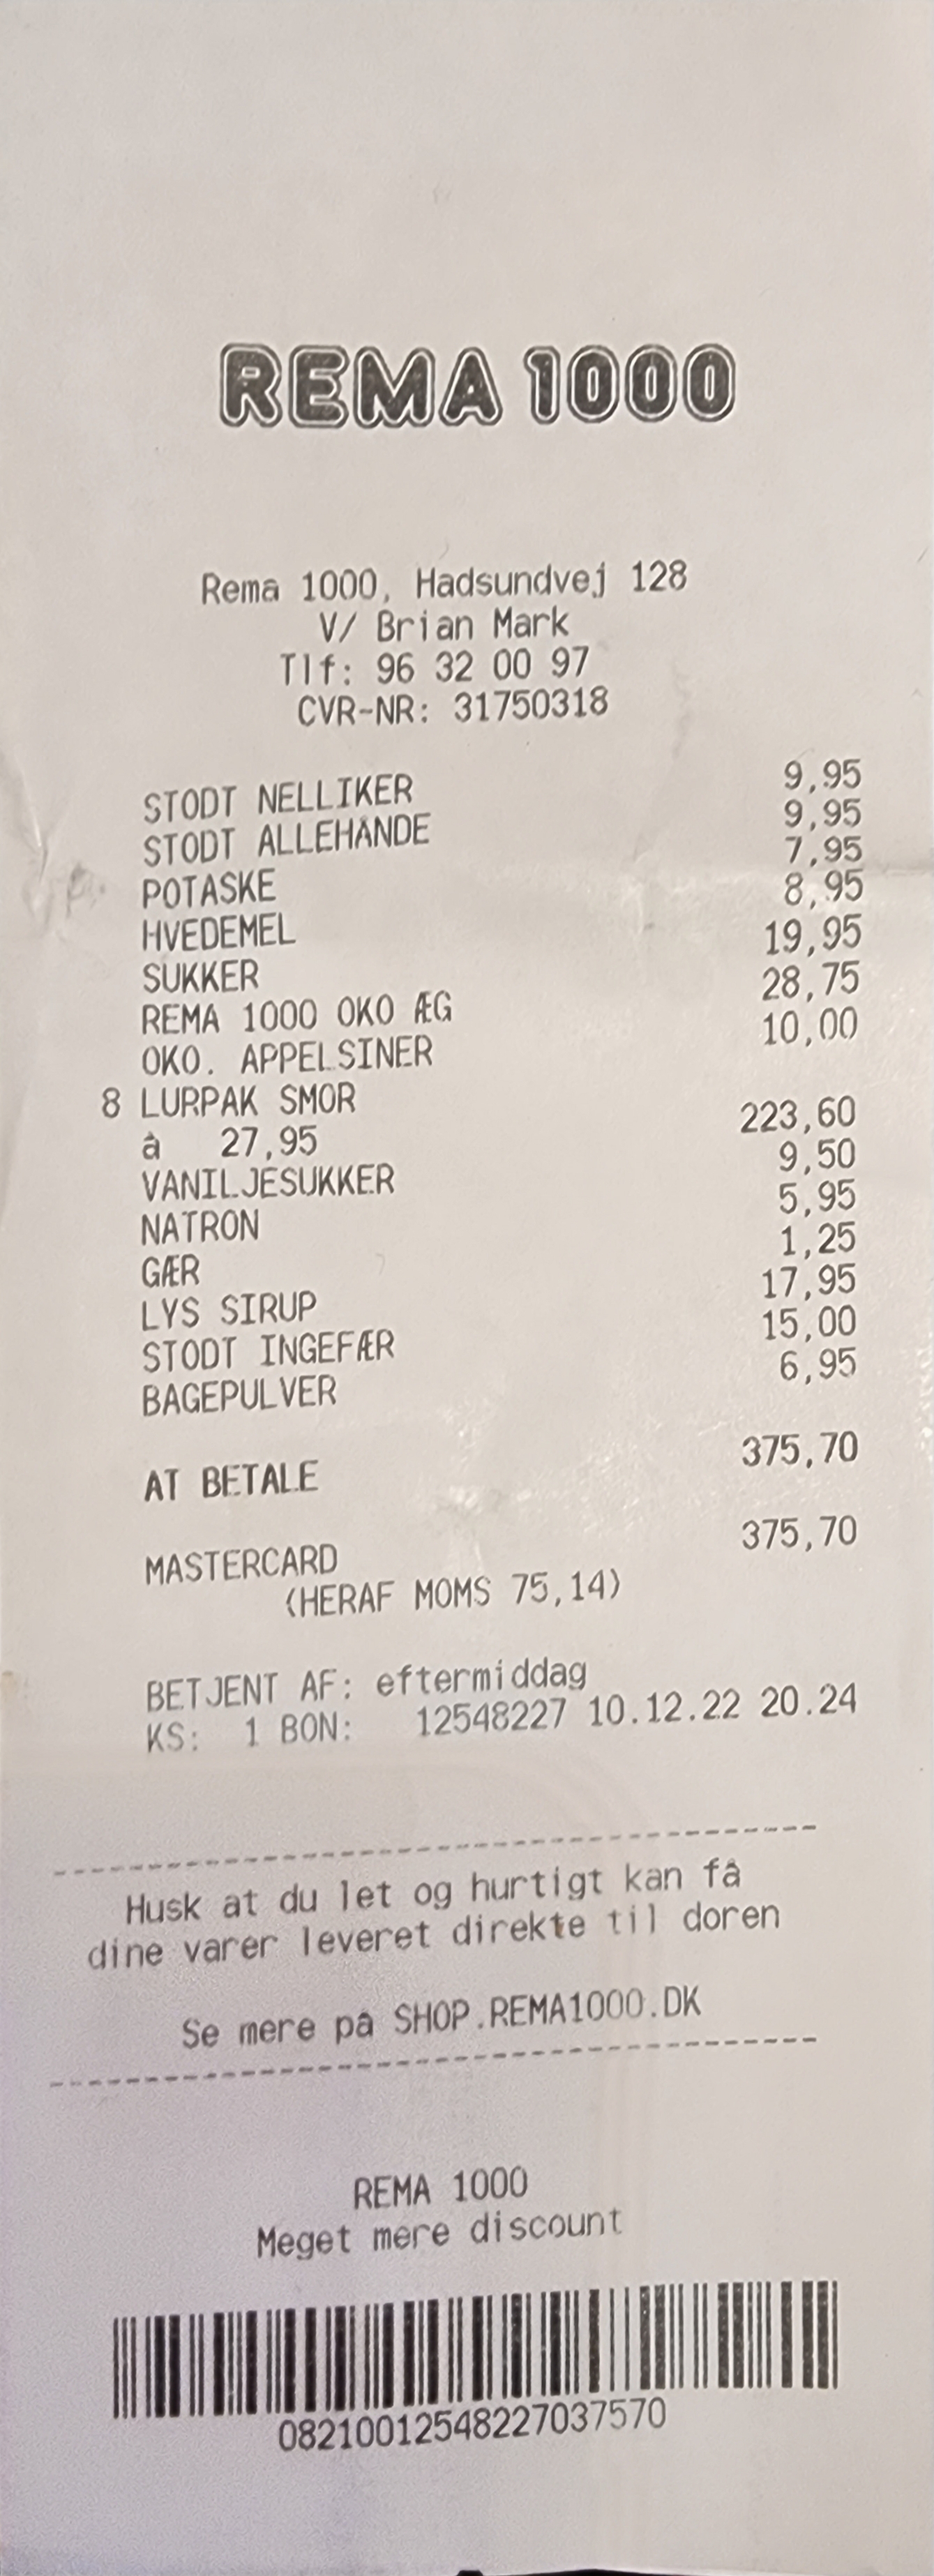 REMA 1000
Rema 1000, Hadsundvej 128
V/ Brian Mark
Tlf: 96 32 00 97
CVR-NR: 31750318
STODT NELLIKER 9,95
STODT ALLEHÅNDE 9,95
POTASKE 7,95
HVEDEMEL 8,95
SUKKER 19,95
REMA 1000 OKO ÆG 28,75
OKO. APPELSINER 10,00
8 LURPAK SMOR
à 27,95 223,60
VANILJESUKKER 9,50
NATRON 5,95
GÆR 1,25
LYS SIRUP 17,95
STODT INGEFÆR 15,00
BAGEPULVER 6,95
AT BETALE 375,70
MASTERCARD 375,70
(HERAF MOMS 75,14)
BETJENT AF: eftermiddag
KS: 1 BON: 12548227 10.12.22 20.24
Husk at du let og hurtigt kan få
dine varer leveret direkte til doren
Se mere på SHOP.REMA1000.DK
REMA 1000
Meget mere discount
08210012548227037570